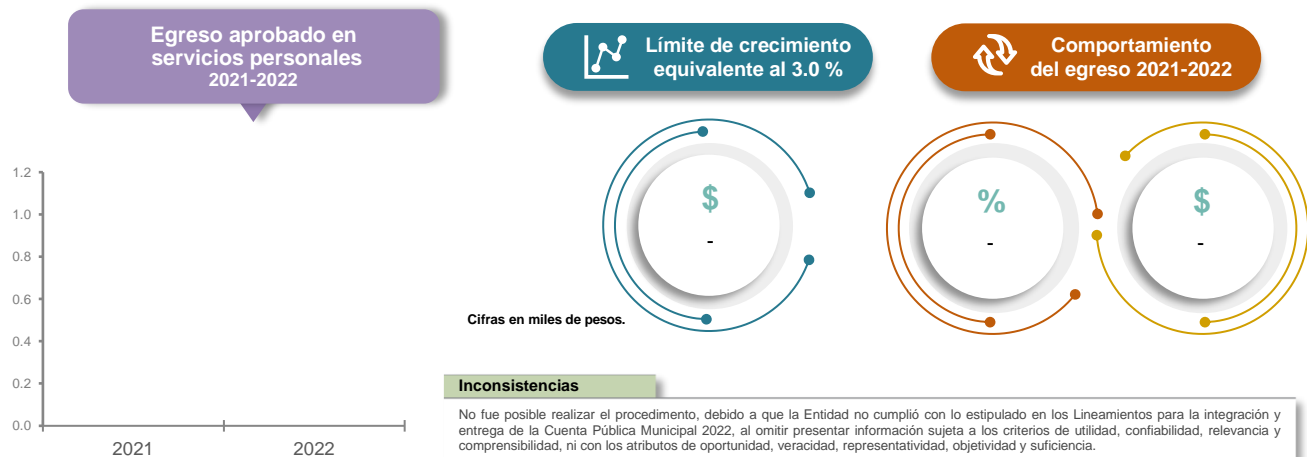 Egreso aprobado en
servicios personales
2021-2022
Límite de crecimiento
equivalente al 3.0 %
Comportamiento
del egreso 2021-2022
1.2
1.0
0.8
0.6
0.4
0.2
0.0
2021
2022
$
-
%
-
$
-
Cifras en miles de pesos.
Inconsistencias
No fue posible realizar el procedimento, debido a que la Entidad no cumplió con lo estipulado en los Lineamientos para la integración y
entrega de la Cuenta Pública Municipal 2022, al omitir presentar información sujeta a los criterios de utilidad, confiabilidad, relevancia y
comprensibilidad, ni con los atributos de oportunidad, veracidad, representatividad, objetividad y suficiencia.